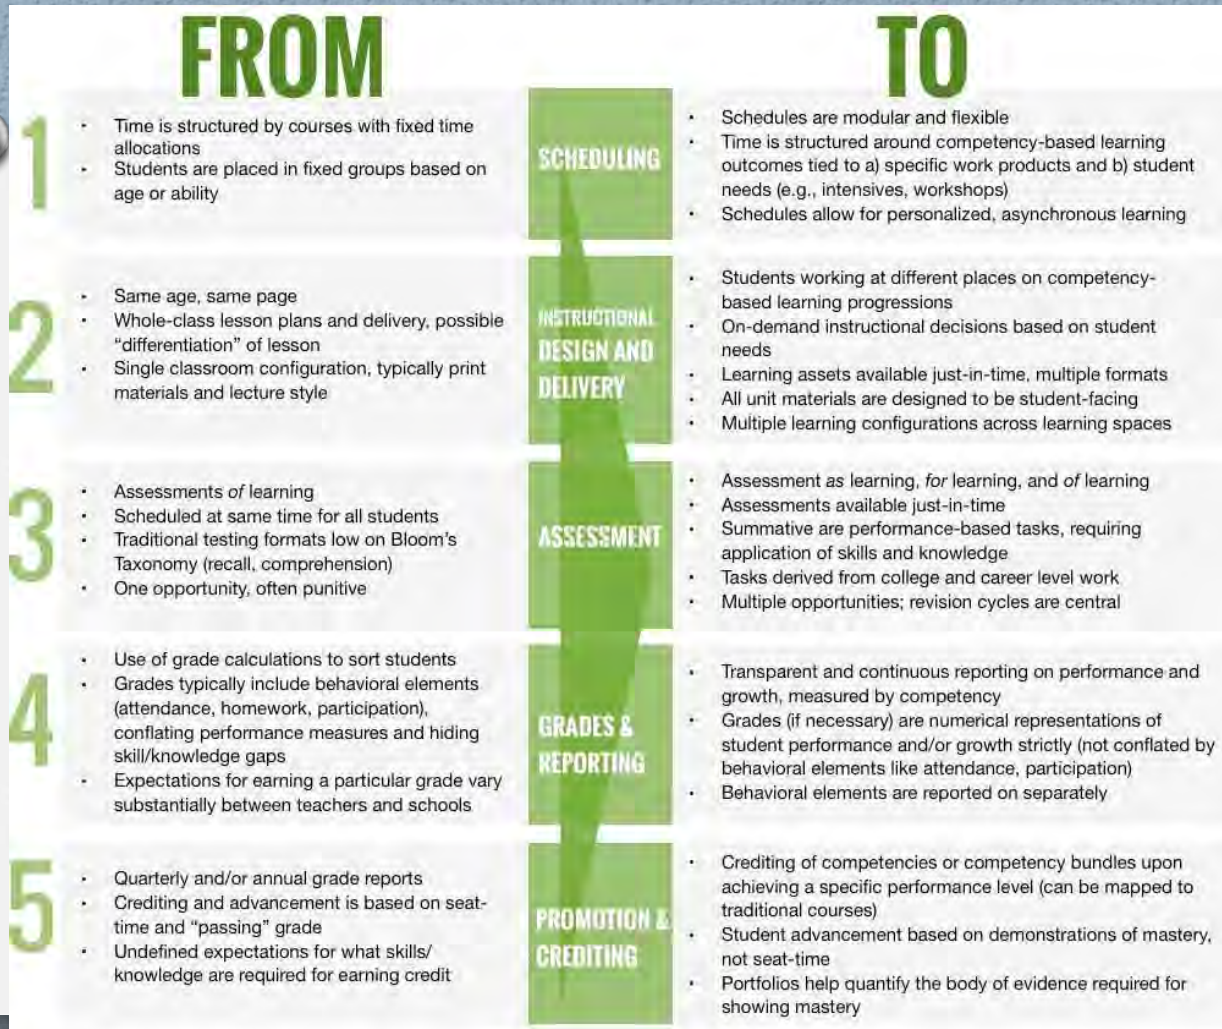 FROM
TO
1
• Time is structured by courses with fixed time
allocations
• Students are placed in fixed groups based on
age or ability
SCHEDULING
• Schedules are modular and flexible
• Time is structured around competency-based learning
outcomes tied to a) specific work products and b) student
needs (e.g., intensives, workshops)
• Schedules allow for personalized, asynchronous learning
2
• Same age, same page
• Whole-class lesson plans and delivery, possible
“differentiation” of lesson
• Single classroom configuration, typically print
materials and lecture style
INSTRUCTIONAL
DESIGN AND
DELIVERY
• Students working at different places on competency-
based learning progressions
• On-demand instructional decisions based on student
needs
• Learning assets available just-in-time, multiple formats
• All unit materials are designed to be student-facing
• Multiple learning configurations across learning spaces
3
• Assessments of learning
• Scheduled at same time for all students
• Traditional testing formats low on Bloom’s
Taxonomy (recall, comprehension)
• One opportunity, often punitive
ASSESSMENT
• Assessment as learning, for learning, and of learning
• Assessments available just-in-time
• Summative are performance-based tasks, requiring
application of skills and knowledge
• Tasks derived from college and career level work
• Multiple opportunities; revision cycles are central
4
• Use of grade calculations to sort students
• Grades typically include behavioral elements
(attendance, homework, participation),
conflating performance measures and hiding
skill/knowledge gaps
• Expectations for earning a particular grade vary
substantially between teachers and schools
GRADES &
REPORTING
• Transparent and continuous reporting on performance and
growth, measured by competency
• Grades (if necessary) are numerical representations of
student performance and/or growth strictly (not conflated by
behavioral elements like attendance, participation)
• Behavioral elements are reported on separately
5
• Quarterly and/or annual grade reports
• Crediting and advancement is based on seat-
time and “passing” grade
• Undefined expectations for what skills/
knowledge are required for earning credit
PROMOTION &
CREDITING
• Crediting of competencies or competency bundles upon
achieving a specific performance level (can be mapped to
traditional courses)
• Student advancement based on demonstrations of mastery,
not seat-time
• Portfolios help quantify the body of evidence required for
showing mastery